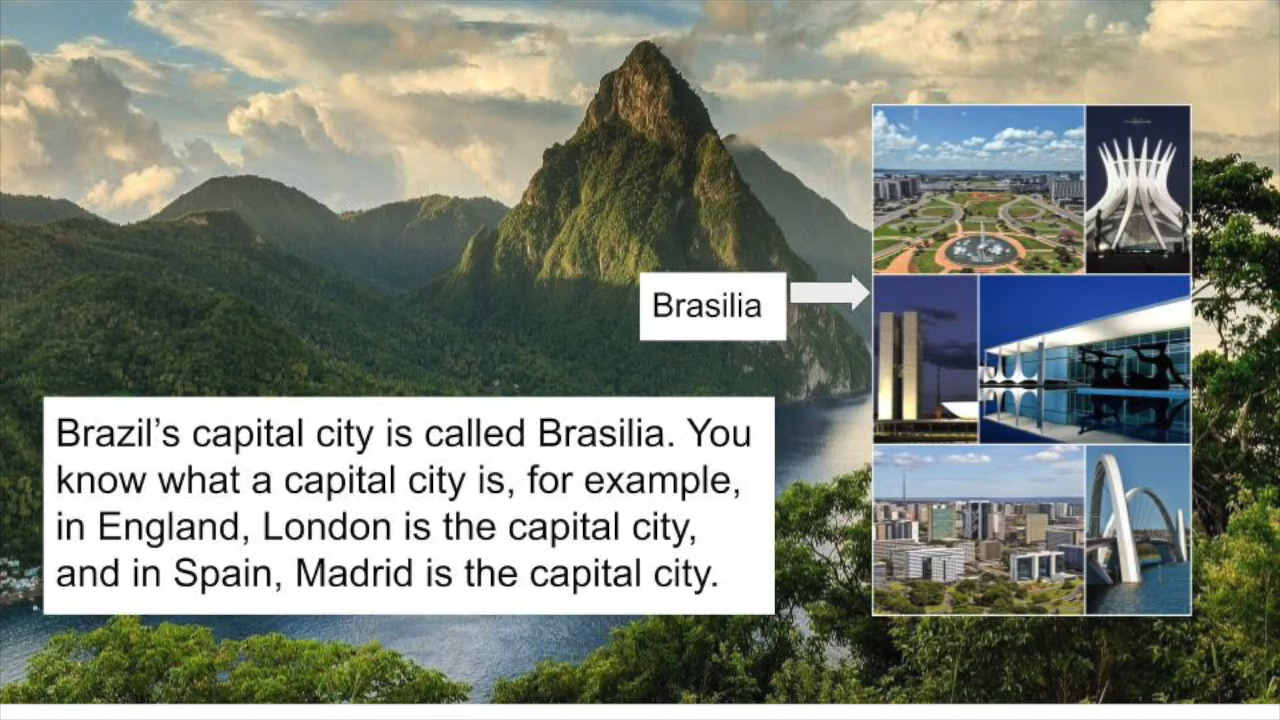 Brasilia
Brazil’s capital city is called Brasilia. You
know what a capital city is, for example,
in England, London is the capital city,
and in Spain, Madrid is the capital city.